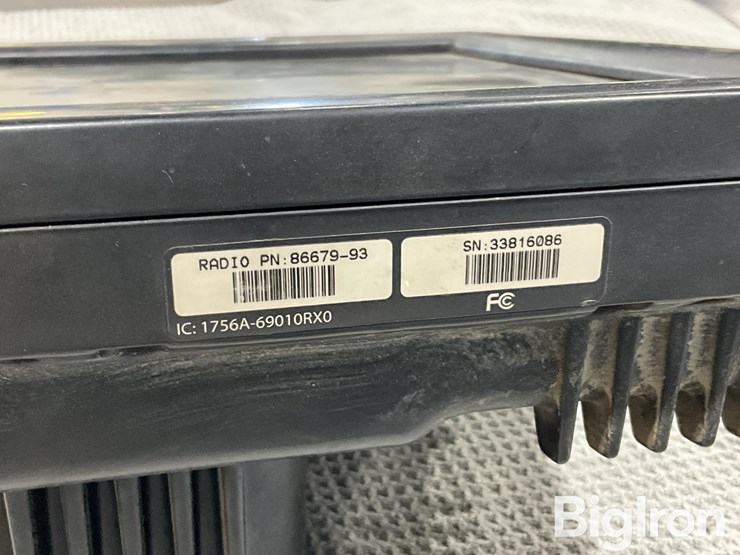 RADIO PN:86679-93
SN:33816086
IC: 1756A-69010RX0
FC
BigIron